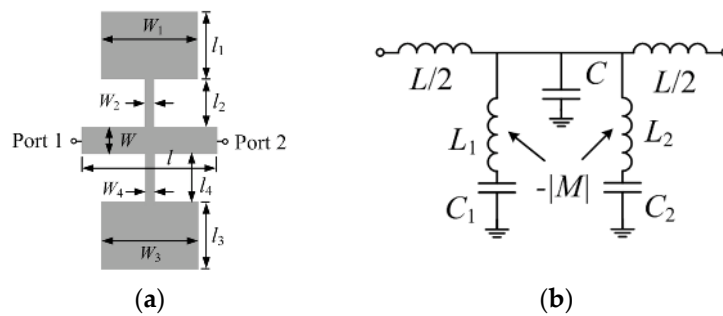 W₁
l₁
W₂
l₂
Port 1
W
Port 2
l
W₄
l₄
W₃
l₃
(a)
L/2
C
L/2
L₁
L₂
-|M|
C₁
C₂
(b)